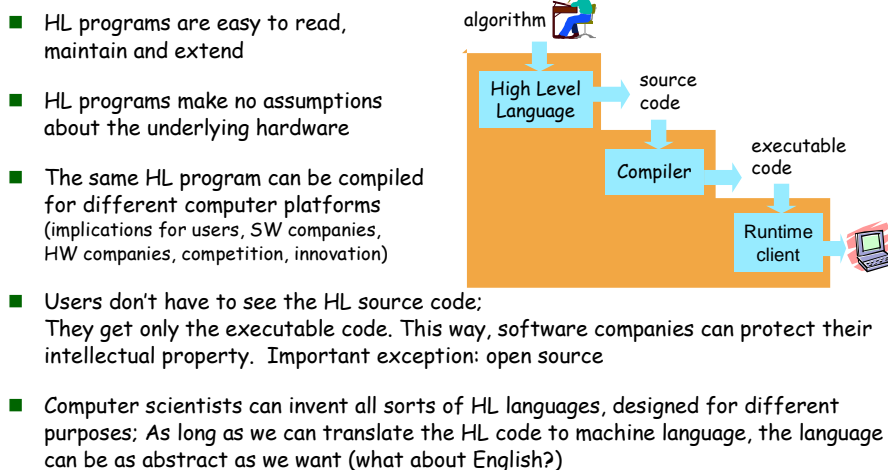 HL programs are easy to read,
maintain and extend
HL programs make no assumptions
about the underlying hardware
The same HL program can be compiled
for different computer platforms
(implications for users, SW companies,
HW companies, competition, innovation)
algorithm
High Level
Language
source
code
Compiler
executable
code
Runtime
client
Users don't have to see the HL source code;
They get only the executable code. This way, software companies can protect their
intellectual property.  Important exception: open source
Computer scientists can invent all sorts of HL languages, designed for different
purposes; As long as we can translate the HL code to machine language, the language
can be as abstract as we want (what about English?)